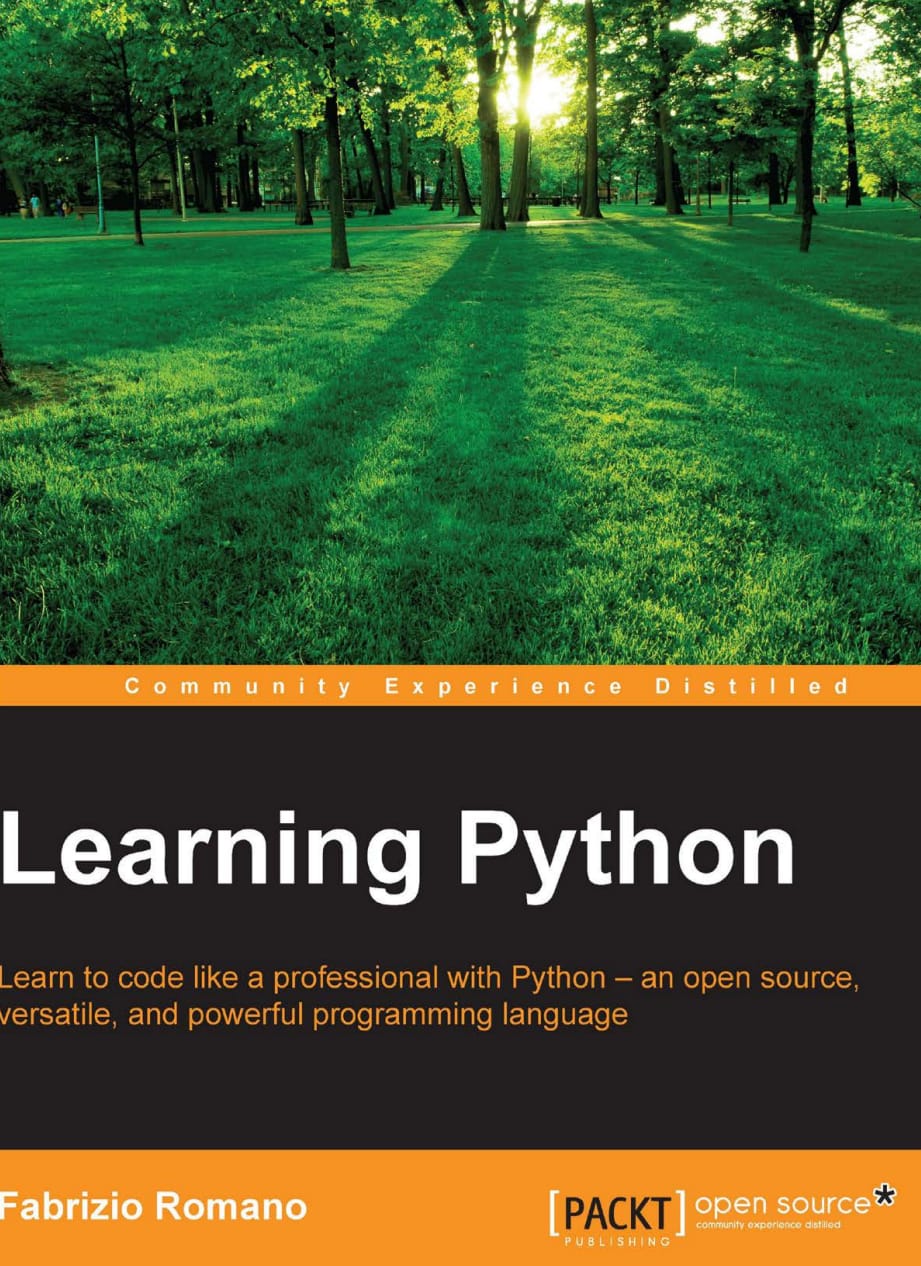 Community Experience Distilled
Learning Python
Learn to code like a professional with Python – an open source,
versatile, and powerful programming language
Fabrizio Romano
[PACKT] open source*
PUBLISHING community experience distilled